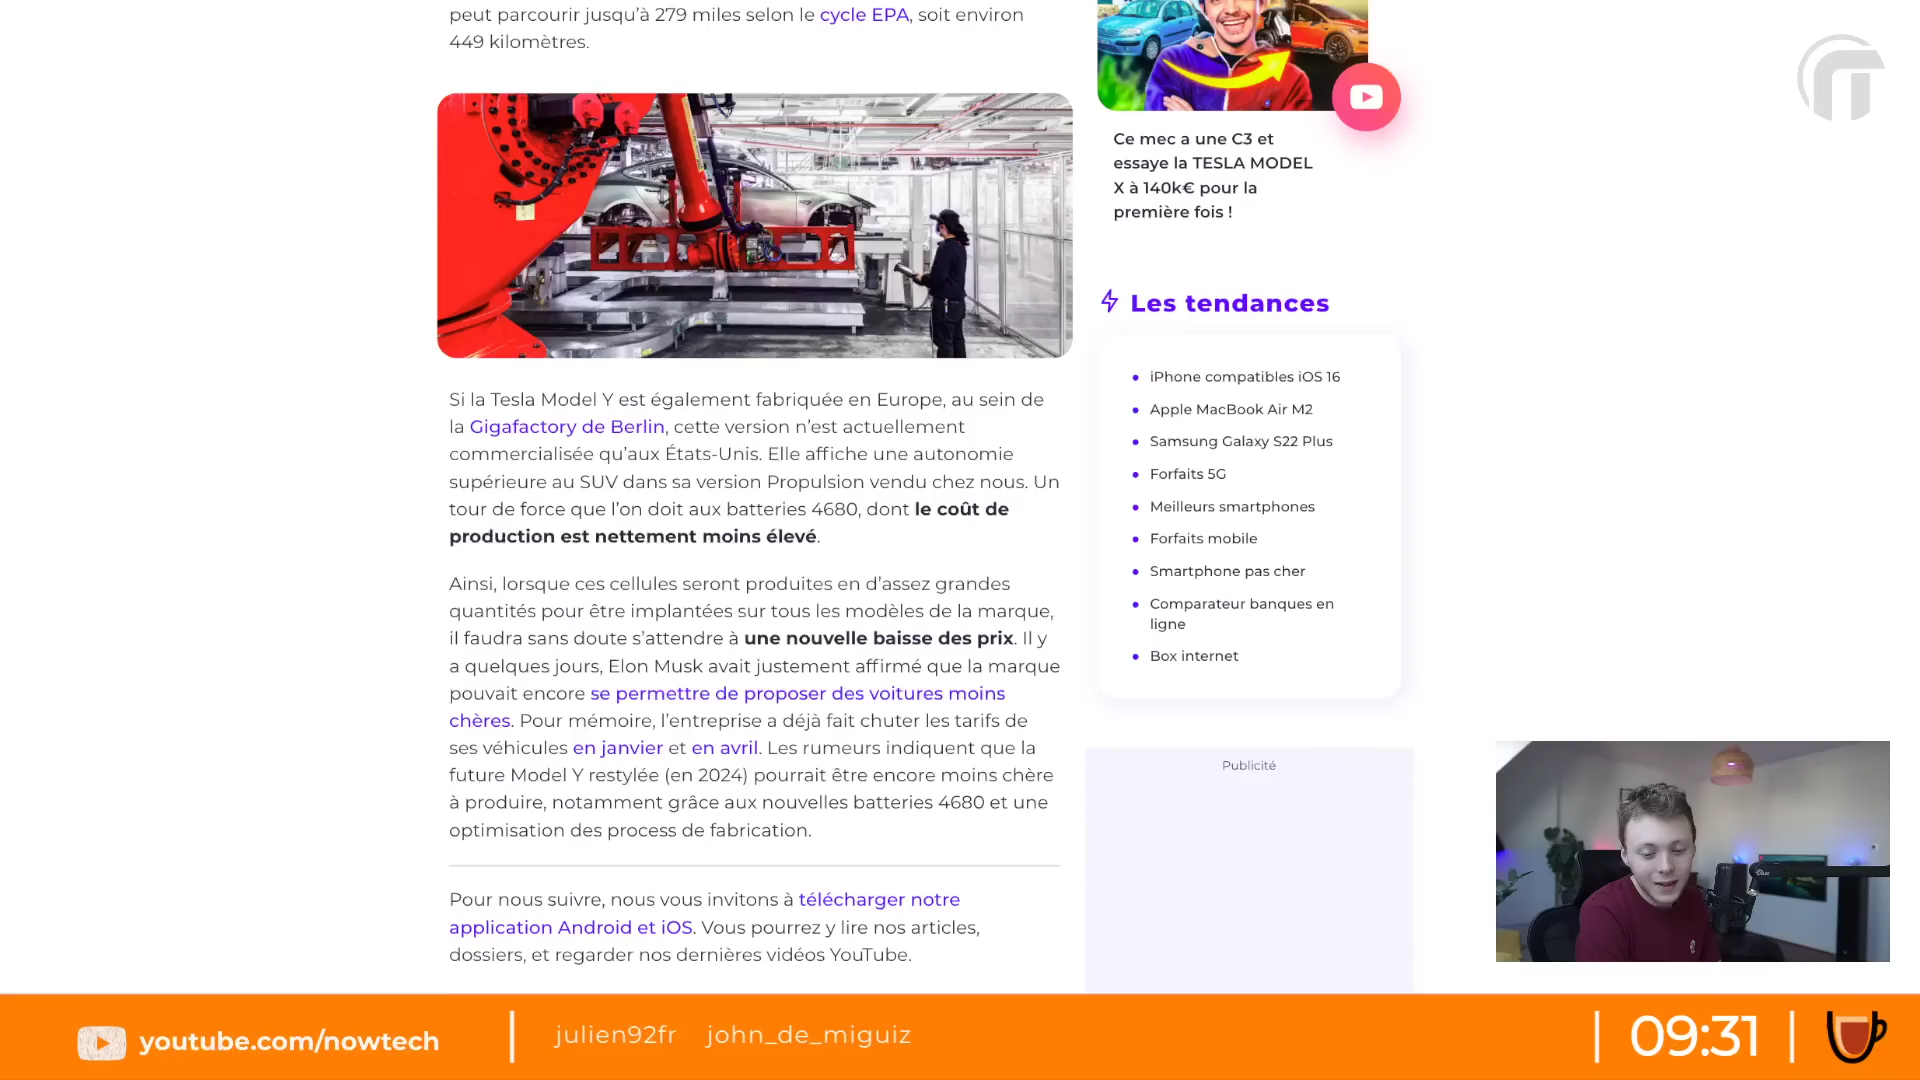 peut parcourir jusqu’à 279 miles selon le cycle EPA, soit environ
449 kilomètres.
Si la Tesla Model Y est également fabriquée en Europe, au sein de
la Gigafactory de Berlin, cette version n’est actuellement
commercialisée qu’aux États-Unis. Elle affiche une autonomie
supérieure au SUV dans sa version Propulsion vendu chez nous. Un
tour de force que l’on doit aux batteries 4680, dont le coût de
production est nettement moins élevé.
Ainsi, lorsque ces cellules seront produites en d’assez grandes
quantités pour être implantées sur tous les modèles de la marque,
il faudra sans doute s’attendre à une nouvelle baisse des prix. Il y
a quelques jours, Elon Musk avait justement affirmé que la marque
pouvait encore se permettre de proposer des voitures moins
chères. Pour mémoire, l’entreprise a déjà fait chuter les tarifs de
ses véhicules en janvier et en avril. Les rumeurs indiquent que la
future Model Y restylée (en 2024) pourrait être encore moins chère
à produire, notamment grâce aux nouvelles batteries 4680 et une
optimisation des process de fabrication.
Pour nous suivre, nous vous invitons à télécharger notre
application Android et iOS. Vous pourrez y lire nos articles,
dossiers, et regarder nos dernières vidéos YouTube.
Ce mec a une C3 et
essaye la TESLA MODEL
X à 140k€ pour la
première fois !
Les tendances
• iPhone compatibles iOS 16
• Apple MacBook Air M2
• Samsung Galaxy S22 Plus
• Forfaits 5G
• Meilleurs smartphones
• Forfaits mobile
• Smartphone pas cher
• Comparateur banques en
ligne
• Box internet
Publicité
youtube.com/nowtech
julien92fr john_de_miguiz
09:31